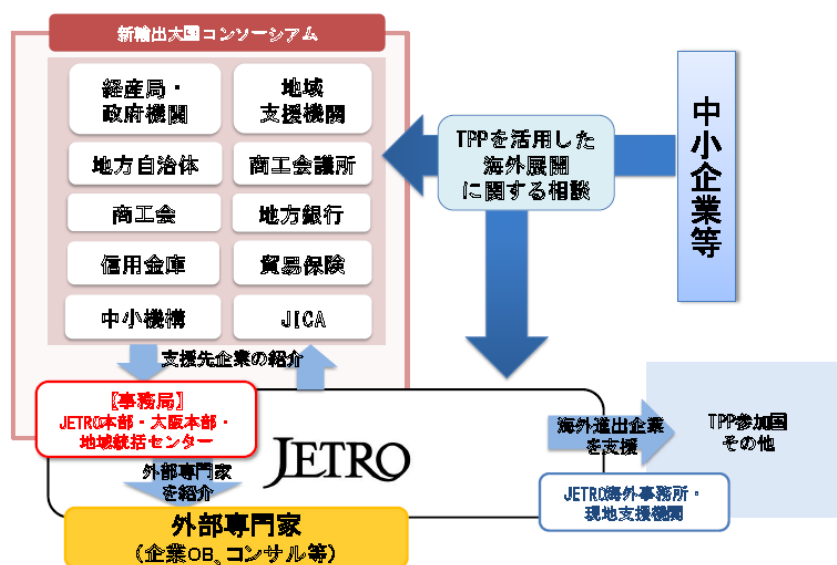 新輸出大国コンソーシアム
経産局・
政府機関
地域
支援機関
地方自治体
商工会議所
商工会
地方銀行
信用金庫
貿易保険
中小機構
JICA
TPPを活用した
海外展開
に関する相談
中小企業等
支援先企業の紹介
【事務局】
JETRO本部・大阪本部・
地域統括センター
JETRO
海外進出企業
を支援
TPP参加国
その他
外部専門家
を紹介
JETRO海外事務所・
現地支援機関
外部専門家
（企業OB、コンサル等）